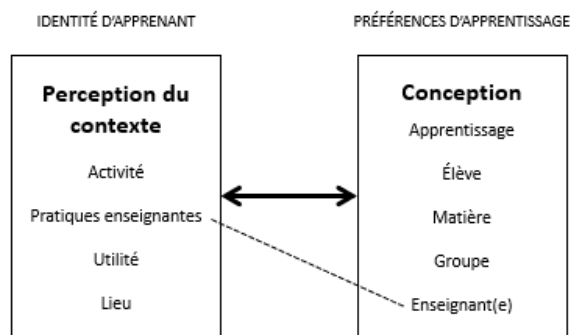 IDENTITÉ D'APPRENANT
PRÉFÉRENCES D'APPRENTISSAGE
Perception du
contexte
Activité
Pratiques enseignantes
Utilité
Lieu
Conception
Apprentissage
Élève
Matière
Groupe
Enseignant(e)